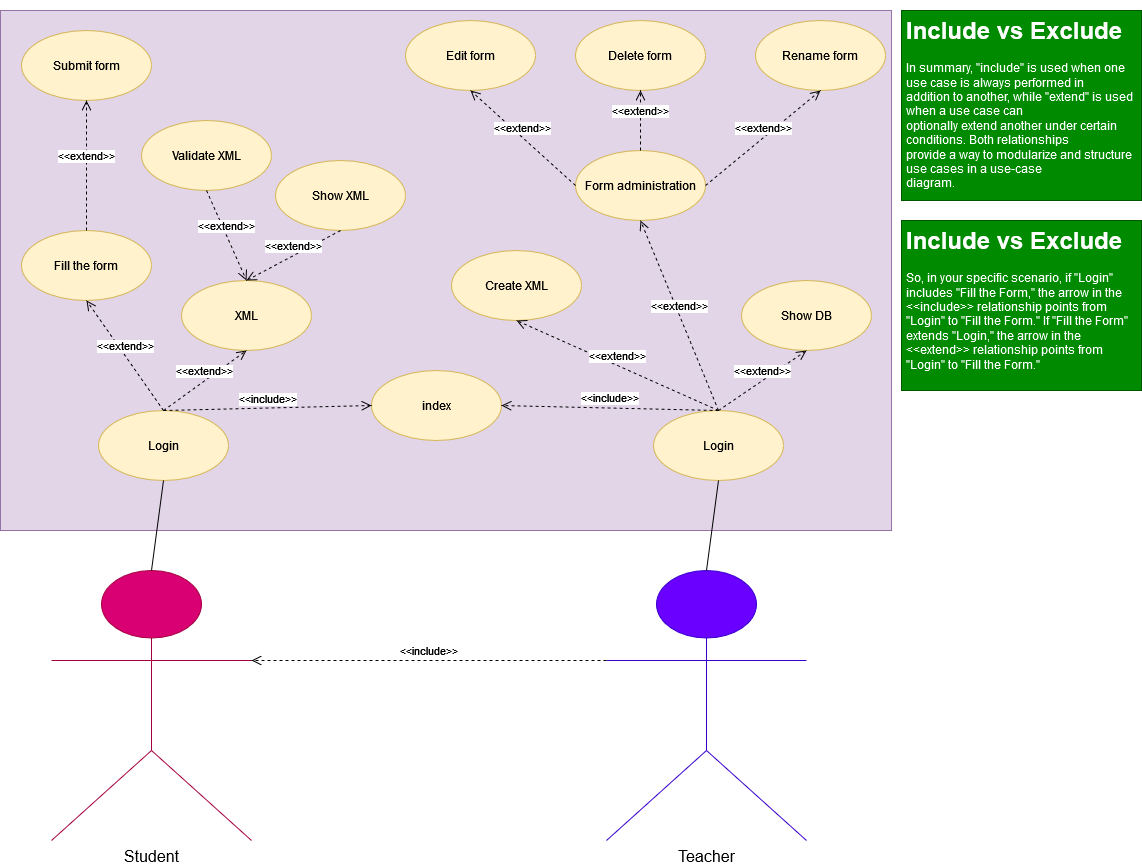 Submit form
Edit form
Delete form
Rename form
<<extend>>
<<extend>>
<<extend>>
<<extend>>
Validate XML
Show XML
Form administration
<<extend>>
<<extend>>
Fill the form
XML
Create XML
Show DB
<<extend>>
<<extend>>
<<extend>>
<<extend>>
<<extend>>
<<include>>
index
<<include>>
Login
Login
<<include>>
Student
Teacher
Include vs Exclude
In summary, "include" is used when one
use case is always performed in
addition to another, while "extend" is used
when a use case can
optionally extend another under certain
conditions. Both relationships
provide a way to modularize and structure
use cases in a use-case
diagram.
Include vs Exclude
So, in your specific scenario, if "Login"
includes "Fill the Form," the arrow in the
<<include>> relationship points from
"Login" to "Fill the Form." If "Fill the Form"
extends "Login," the arrow in the
<<extend>> relationship points from
"Login" to "Fill the Form."